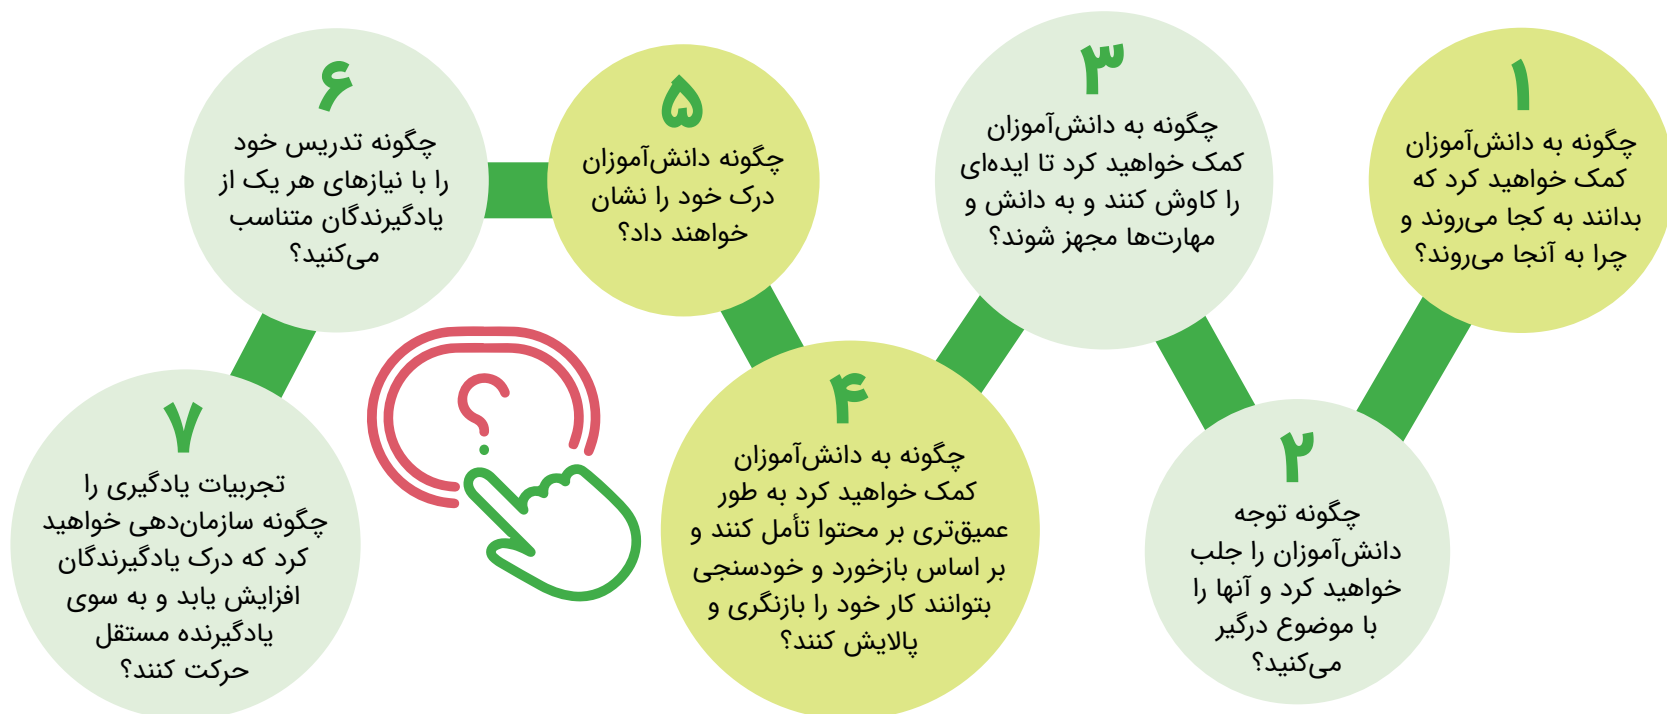 ۱
چگونه به دانش‌آموزان
کمک خواهید کرد که
بدانند به کجا می‌روند و
چرا به آنجا می‌روند؟
۲
چگونه توجه
دانش‌آموزان را جلب
خواهید کرد و آنها را
با موضوع درگیر
می‌کنید؟
۳
چگونه به دانش‌آموزان
کمک خواهید کرد تا ایده‌ای
را کاوش کنند و به دانش و
مهارت‌ها مجهز شوند؟
۴
چگونه به دانش‌آموزان
کمک خواهید کرد به طور
عمیق‌تری بر محتوا تأمل کنند و
بر اساس بازخورد و خودسنجی
بتوانند کار خود را بازنگری و
پالایش کنند؟
۵
چگونه دانش‌آموزان
درک خود را نشان
خواهند داد؟
۶
چگونه تدریس خود
را با نیازهای هر یک از
یادگیرندگان متناسب
می‌کنید؟
۷
تجربیات یادگیری را
چگونه سازمان‌دهی خواهید
کرد که درک یادگیرندگان
افزایش یابد و به سوی
یادگیرنده مستقل
حرکت کنند؟
؟